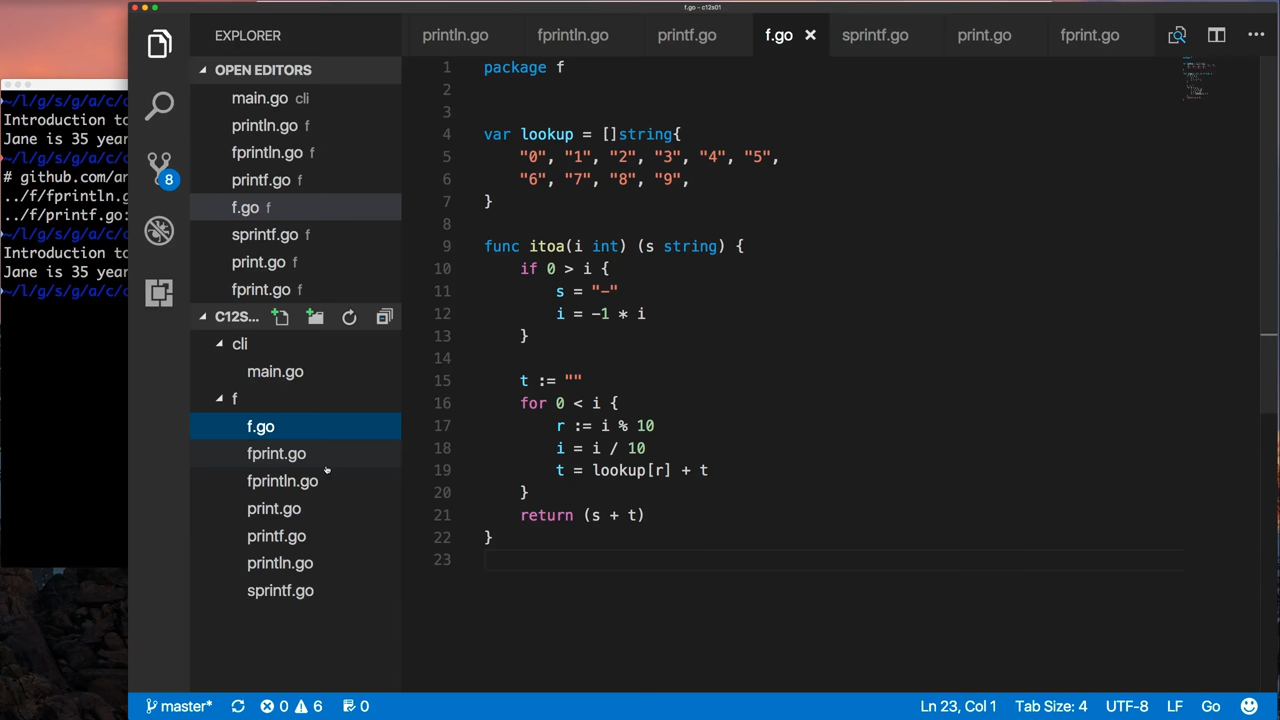 f.go - c12s01
EXPLORER
println.go
fprintln.go
printf.go
f.go
sprintf.go
print.go
fprint.go
OPEN EDITORS
main.go cli
println.go f
fprintln.go f
printf.go f
f.go f
sprintf.go f
print.go f
fprint.go f
C12S...
cli
main.go
f
f.go
fprint.go
fprintln.go
print.go
printf.go
println.go
sprintf.go
8
~/l/g/s/g/a/c/c
Introduction to
Jane is 35 year
~/l/g/s/g/a/c/c
# github.com/an
../f/fprintln.g
../f/printf.go:
~/l/g/s/g/a/c/c
Introduction to
Jane is 35 year
~/l/g/s/g/a/c/c
1 package f
2
3
4 var lookup = []string{
5 "0", "1", "2", "3", "4", "5",
6 "6", "7", "8", "9",
7 }
8
9 func itoa(i int) (s string) {
10 if 0 > i {
11 s = "-"
12 i = -1 * i
13 }
14
15 t := ""
16 for 0 < i {
17 r := i % 10
18 i = i / 10
19 t = lookup[r] + t
20 }
21 return (s + t)
22 }
23
master* 0 6 0 Ln 23, Col 1 Tab Size: 4 UTF-8 LF Go